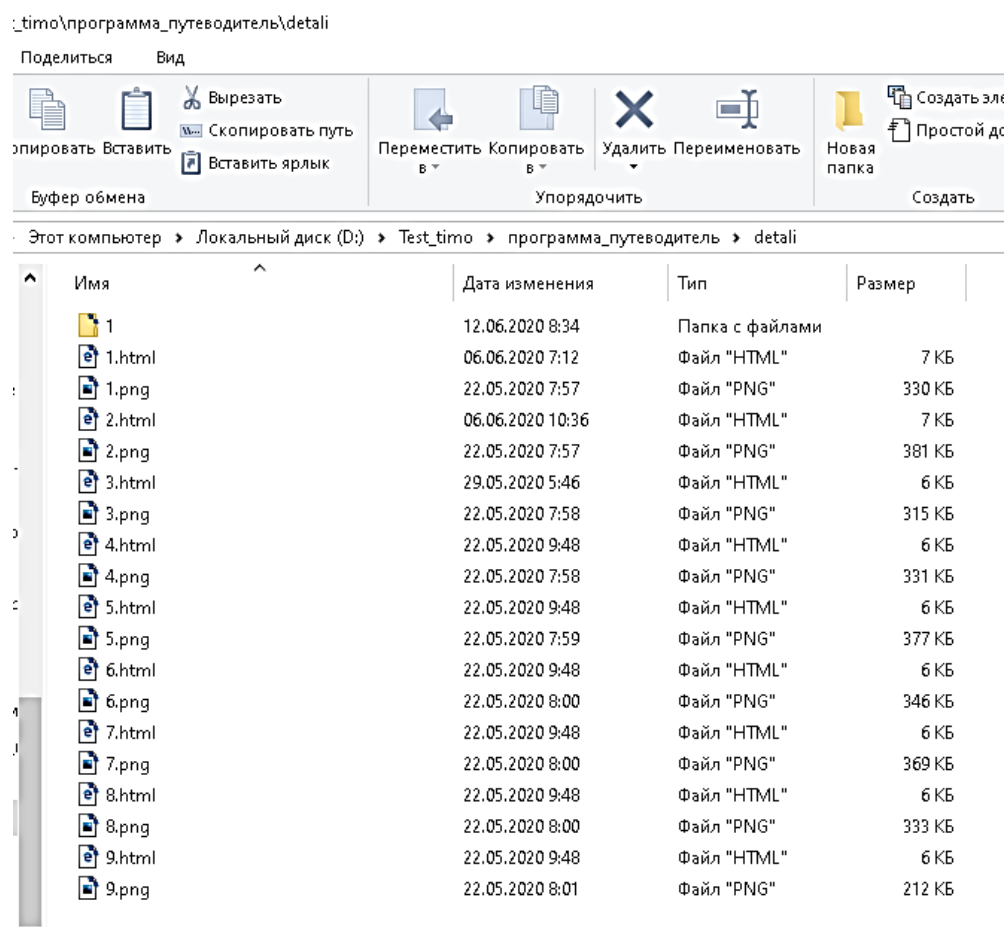 _timo\программа_путеводитель\detali
Поделиться Вид
Вырезать
Скопировать путь
Вставить ярлык
опировать Вставить
Переместить в Копировать в Удалить Переименовать
Новая папка
Создать эле
Простой до
Буфер обмена Упорядочить Создать
Этот компьютер > Локальный диск (D:) > Test_timo > программа_путеводитель > detali
Имя Дата изменения Тип Размер
1 12.06.2020 8:34 Папка с файлами
1.html 06.06.2020 7:12 Файл "HTML" 7 КБ
1.png 22.05.2020 7:57 Файл "PNG" 330 КБ
2.html 06.06.2020 10:36 Файл "HTML" 7 КБ
2.png 22.05.2020 7:57 Файл "PNG" 381 КБ
3.html 29.05.2020 5:46 Файл "HTML" 6 КБ
3.png 22.05.2020 7:58 Файл "PNG" 315 КБ
4.html 22.05.2020 9:48 Файл "HTML" 6 КБ
4.png 22.05.2020 7:58 Файл "PNG" 331 КБ
5.html 22.05.2020 9:48 Файл "HTML" 6 КБ
5.png 22.05.2020 7:59 Файл "PNG" 377 КБ
6.html 22.05.2020 9:48 Файл "HTML" 6 КБ
6.png 22.05.2020 8:00 Файл "PNG" 346 КБ
7.html 22.05.2020 9:48 Файл "HTML" 6 КБ
7.png 22.05.2020 8:00 Файл "PNG" 369 КБ
8.html 22.05.2020 9:48 Файл "HTML" 6 КБ
8.png 22.05.2020 8:00 Файл "PNG" 333 КБ
9.html 22.05.2020 9:48 Файл "HTML" 6 КБ
9.png 22.05.2020 8:01 Файл "PNG" 212 КБ